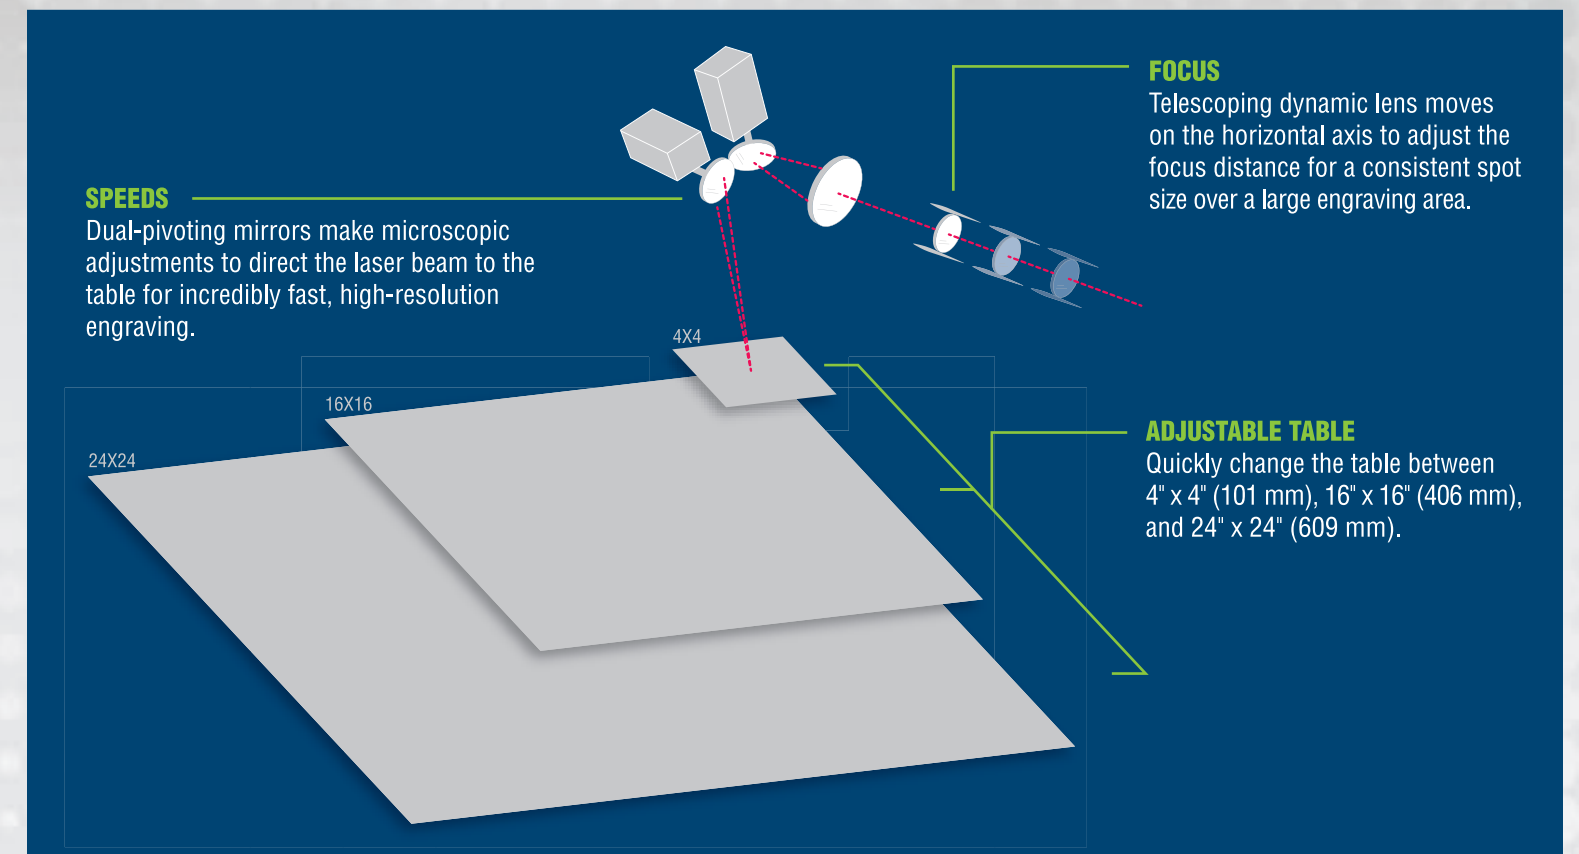 FOCUS
Telescoping dynamic lens moves
on the horizontal axis to adjust the
focus distance for a consistent spot
size over a large engraving area.
SPEEDS
Dual-pivoting mirrors make microscopic
adjustments to direct the laser beam to the
table for incredibly fast, high-resolution
engraving.
4X4
16X16
24X24
ADJUSTABLE TABLE
Quickly change the table between
4" x 4" (101 mm), 16" x 16" (406 mm),
and 24" x 24" (609 mm).